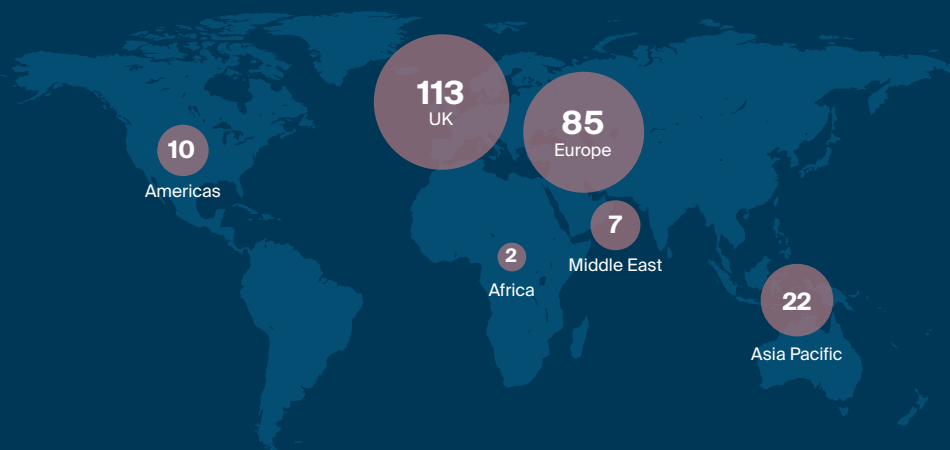 113
UK
85
Europe
10
Americas
7
Middle East
2
Africa
22
Asia Pacific